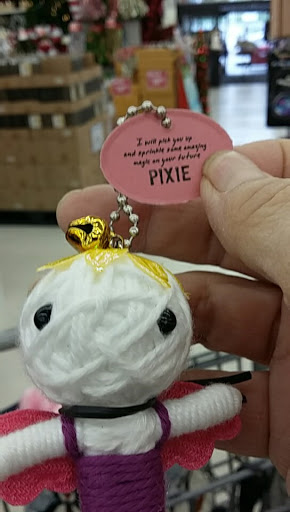 I will pick you up
and sprinkle some amazing
magic on your future
PIXIE